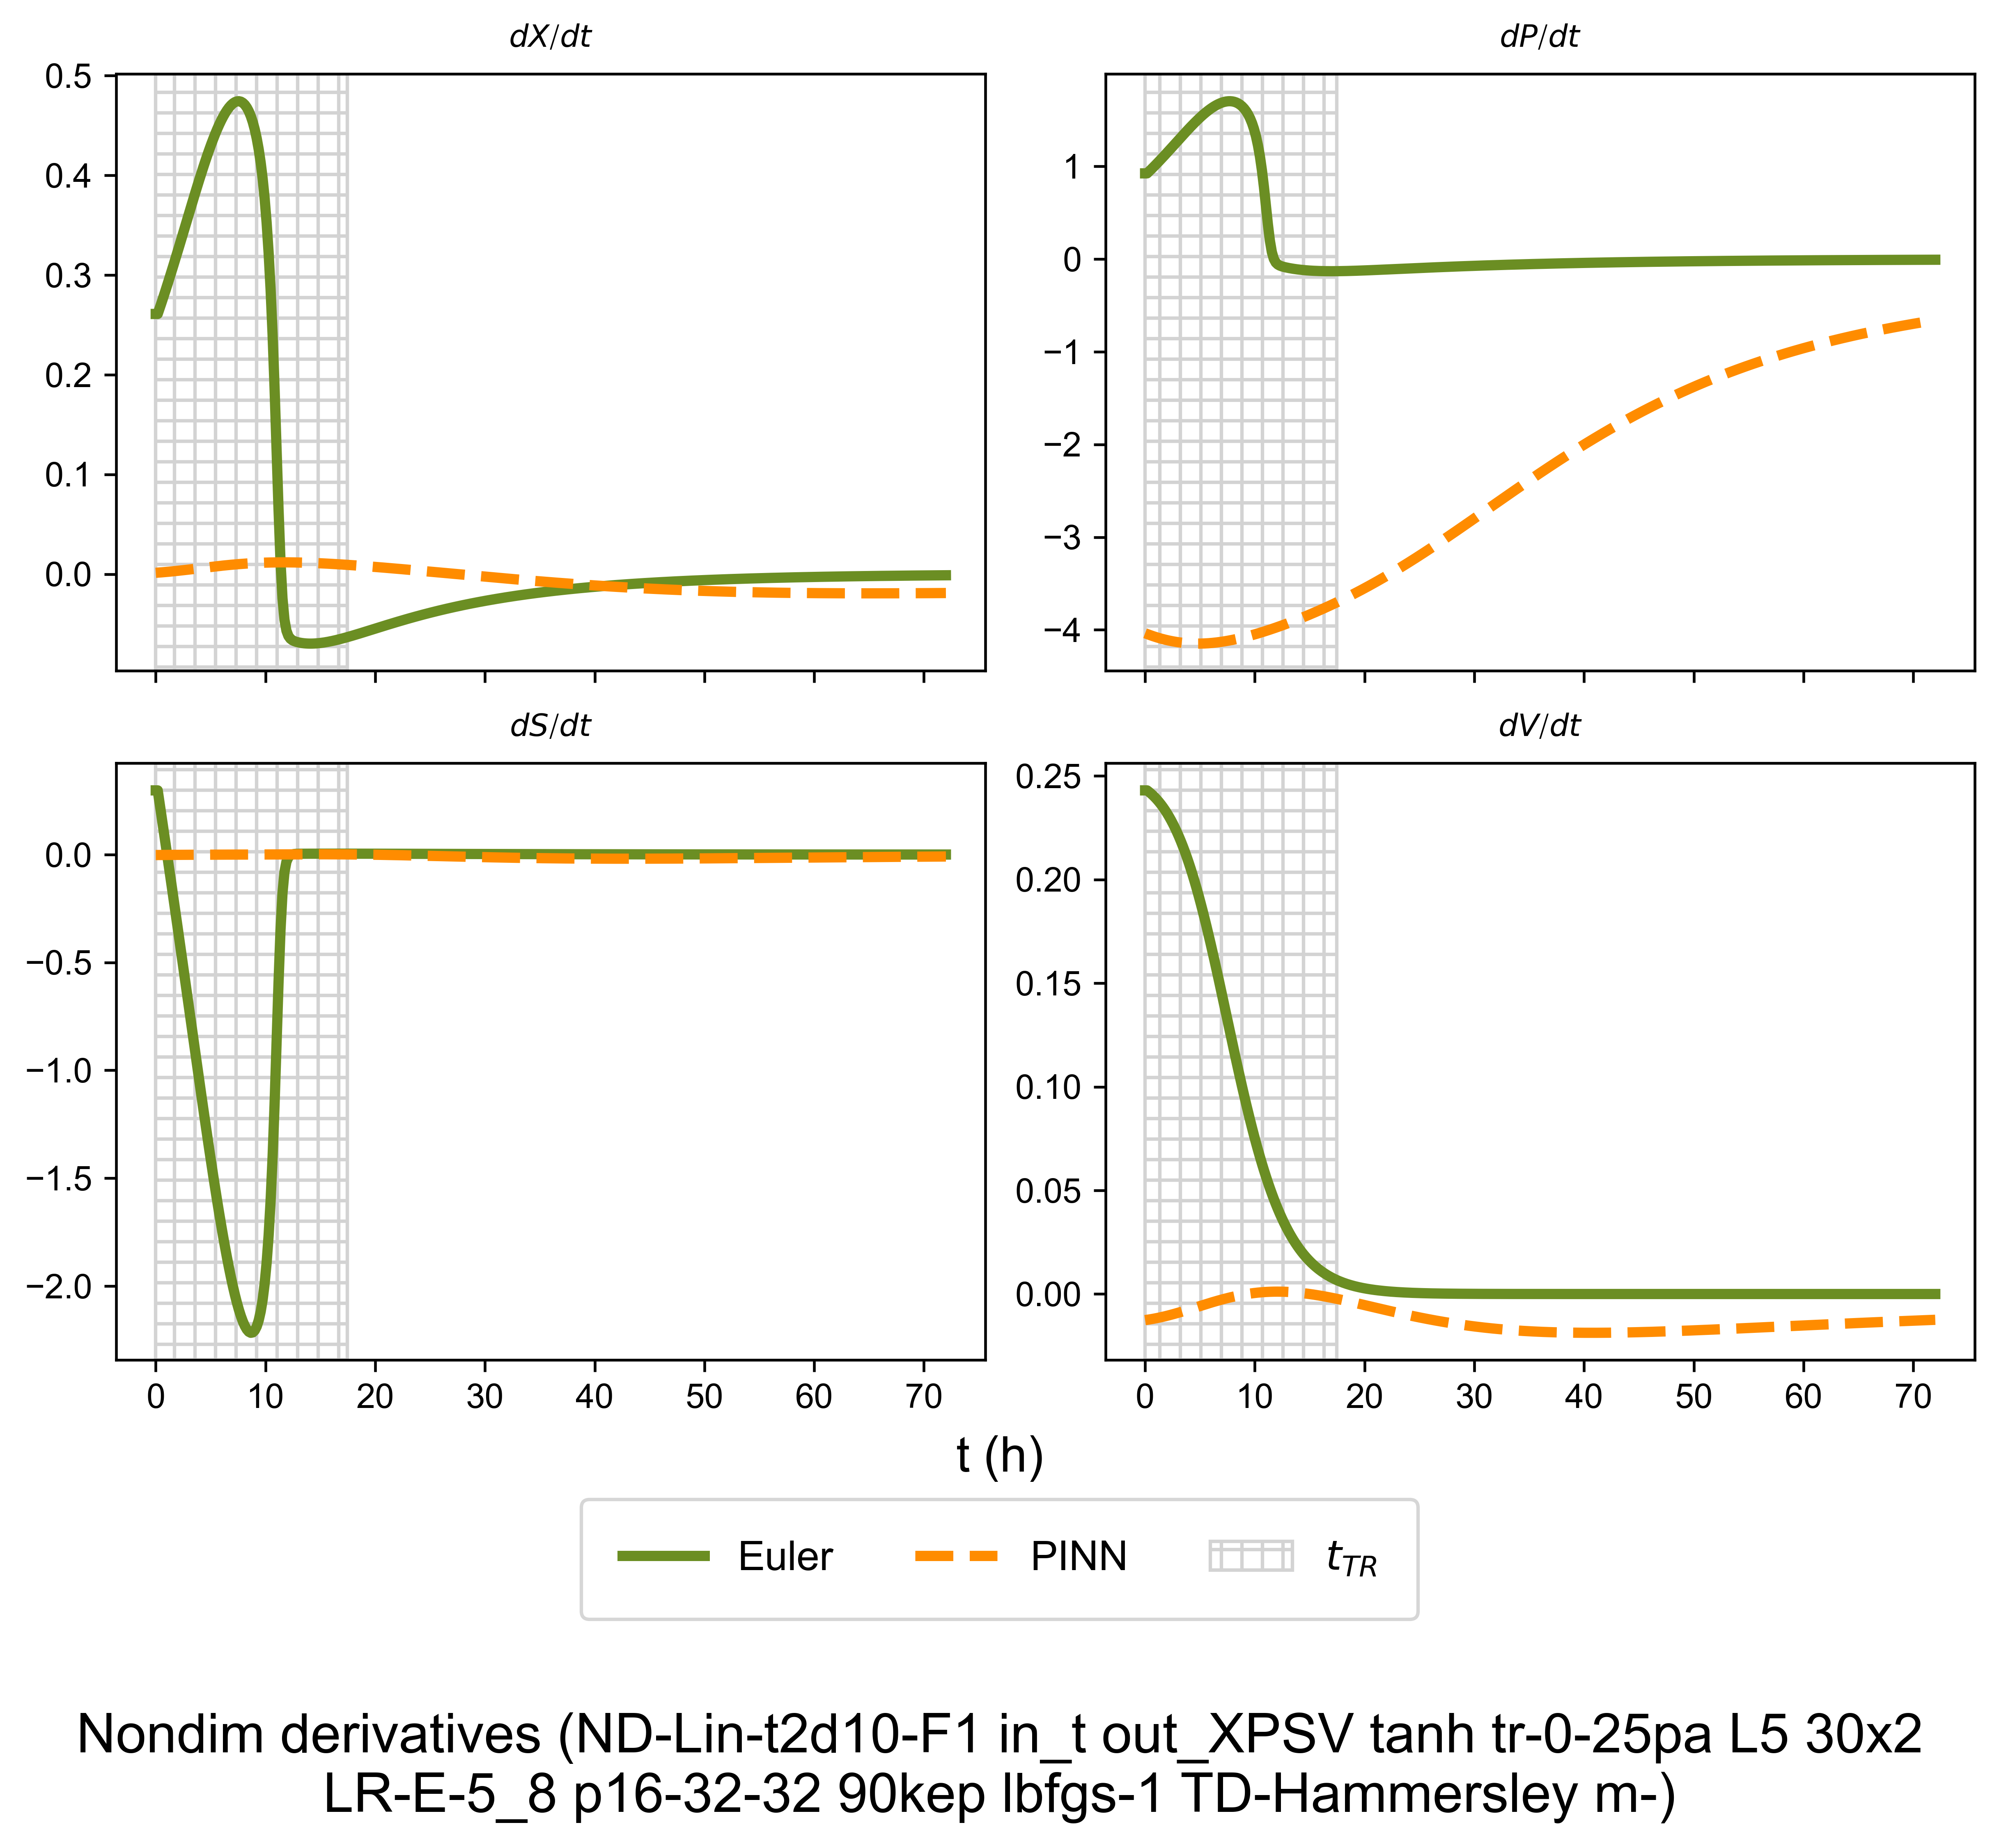 dX/dt
dP/dt
0.5
0.4
0.3
0.2
0.1
0.0
1
0
−1
−2
−3
−4
dS/dt
dV/dt
0.0
−0.5
−1.0
−1.5
−2.0
0.25
0.20
0.15
0.10
0.05
0.00
0 10 20 30 40 50 60 70
0 10 20 30 40 50 60 70
t (h)
Euler PINN t_TR
Nondim derivatives (ND-Lin-t2d10-F1 in_t out_XPSV tanh tr-0-25pa L5 30x2
LR-E-5_8 p16-32-32 90kep lbfgs-1 TD-Hammersley m-)